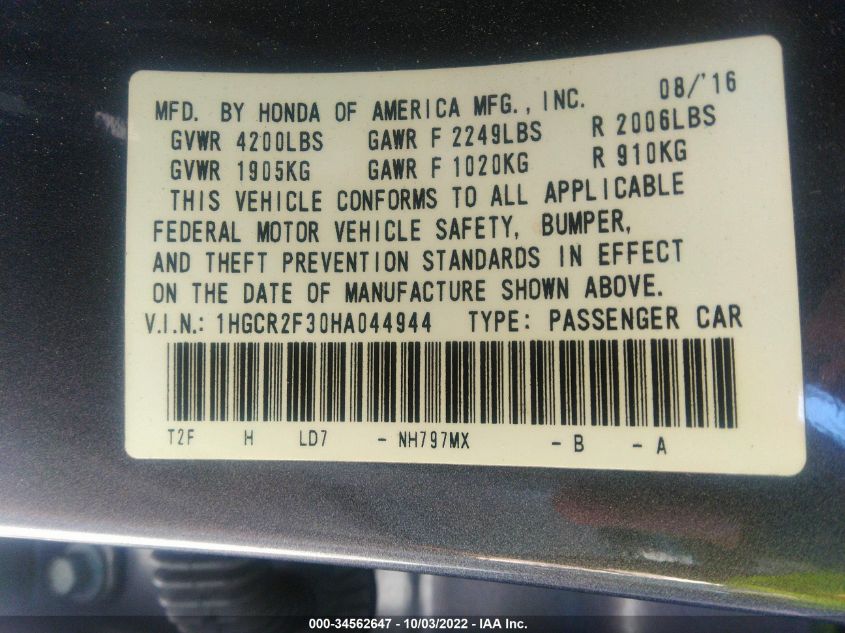 MFD. BY HONDA OF AMERICA MFG., INC. 08/'16
GVWR 4200LBS GAWR F 2249LBS R 2006LBS
GVWR 1905KG GAWR F 1020KG R 910KG
THIS VEHICLE CONFORMS TO ALL APPLICABLE
FEDERAL MOTOR VEHICLE SAFETY, BUMPER,
AND THEFT PREVENTION STANDARDS IN EFFECT
ON THE DATE OF MANUFACTURE SHOWN ABOVE.
V.I.N.: 1HGCR2F30HA044944 TYPE: PASSENGER CAR
T2F H LD7 - NH797MX - B - A
000-34562647 - 10/03/2022 - IAA Inc.